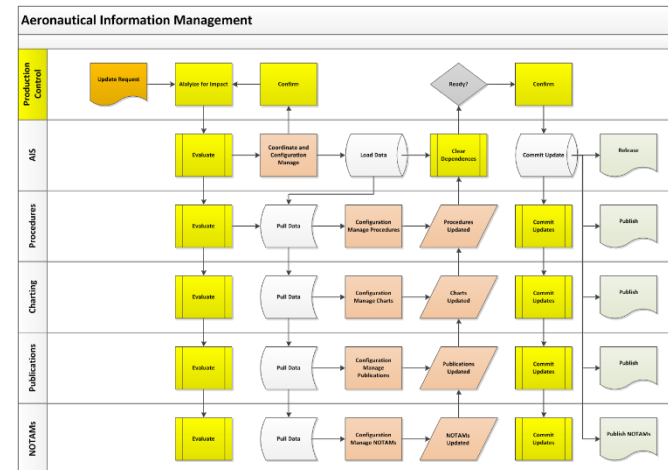 Aeronautical Information Management
Production
Control
Update Request
Alalyice for Impact
Confirm
Ready?
Confirm
AIS
Evaluate
Coordinate and
Configuration
Manage
Load Data
Clear
Dependences
Commit Update
Release
Procedures
Evaluate
Pull Data
Configuration
Manage Procedures
Procedures
Updated
Commit
Updates
Publish
Charting
Evaluate
Pull Data
Configuration
Manage Charts
Charts
Updated
Commit
Updates
Publish
Publications
Evaluate
Pull Data
Configuration
Manage
Publications
Publications
Updated
Commit
Updates
Publish
NOTAMs
Evaluate
Pull Data
Configuration
Manage NOTAMs
NOTAMs
Updated
Commit
Updates
Publish NOTAMs